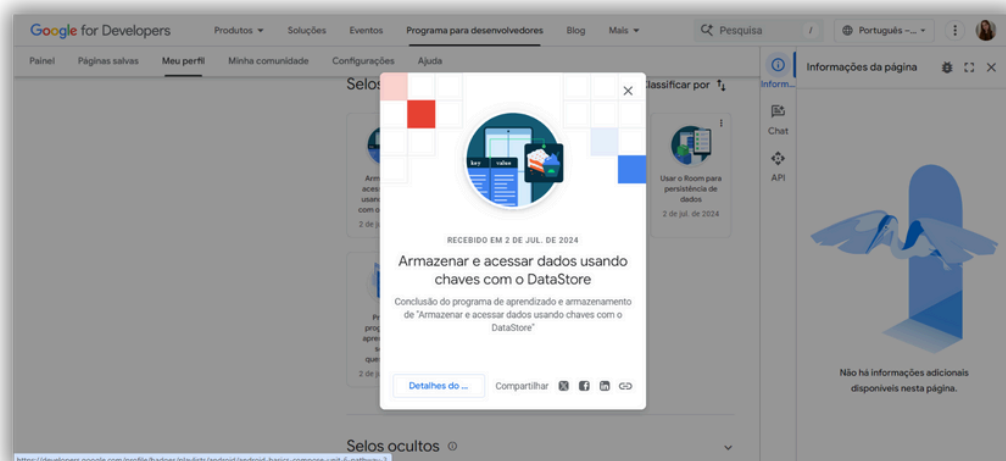 Google for Developers Produtos Soluções Eventos Programa para desenvolvedores Blog Mais Pesquisa / Português –...
Painel Páginas salvas Meu perfil Minha comunidade Configurações Ajuda
Informações da página
Inform...
Chat
API
Selos
Classificar por
key value
RECEBIDO EM 2 DE JUL. DE 2024
Armazenar e acessar dados usando
chaves com o DataStore
Conclusão do programa de aprendizado e armazenamento
de "Armazenar e acessar dados usando chaves com o
DataStore"
Detalhes do ... Compartilhar
Usar o Room para
persistência de
dados
2 de jul. de 2024
Não há informações adicionais
disponíveis nesta página.
Selos ocultos